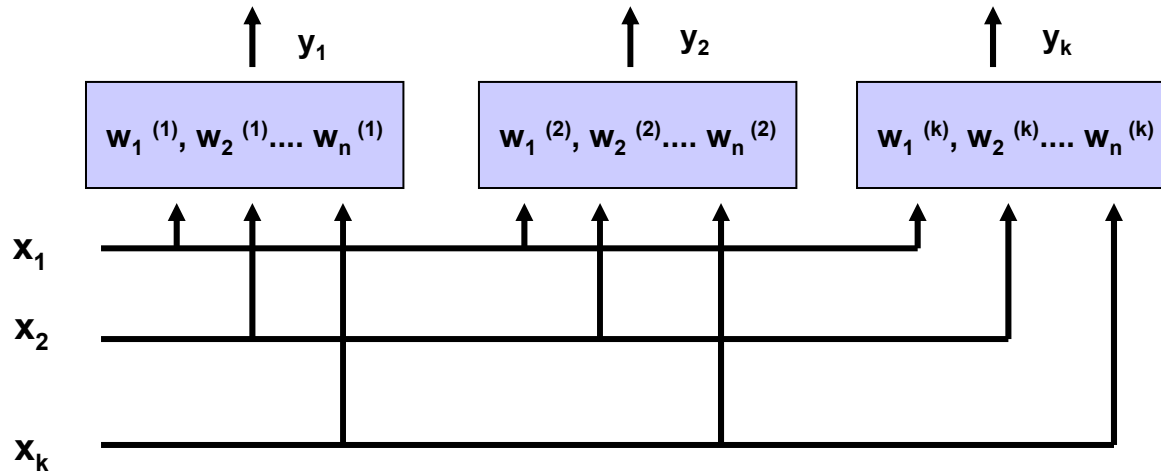 y₁ y₂ yₖ
w₁ ⁽¹⁾, w₂ ⁽¹⁾.... wₙ ⁽¹⁾ w₁ ⁽²⁾, w₂ ⁽²⁾.... wₙ ⁽²⁾ w₁ ⁽ᵏ⁾, w₂ ⁽ᵏ⁾.... wₙ ⁽ᵏ⁾
x₁
x₂
xₖ